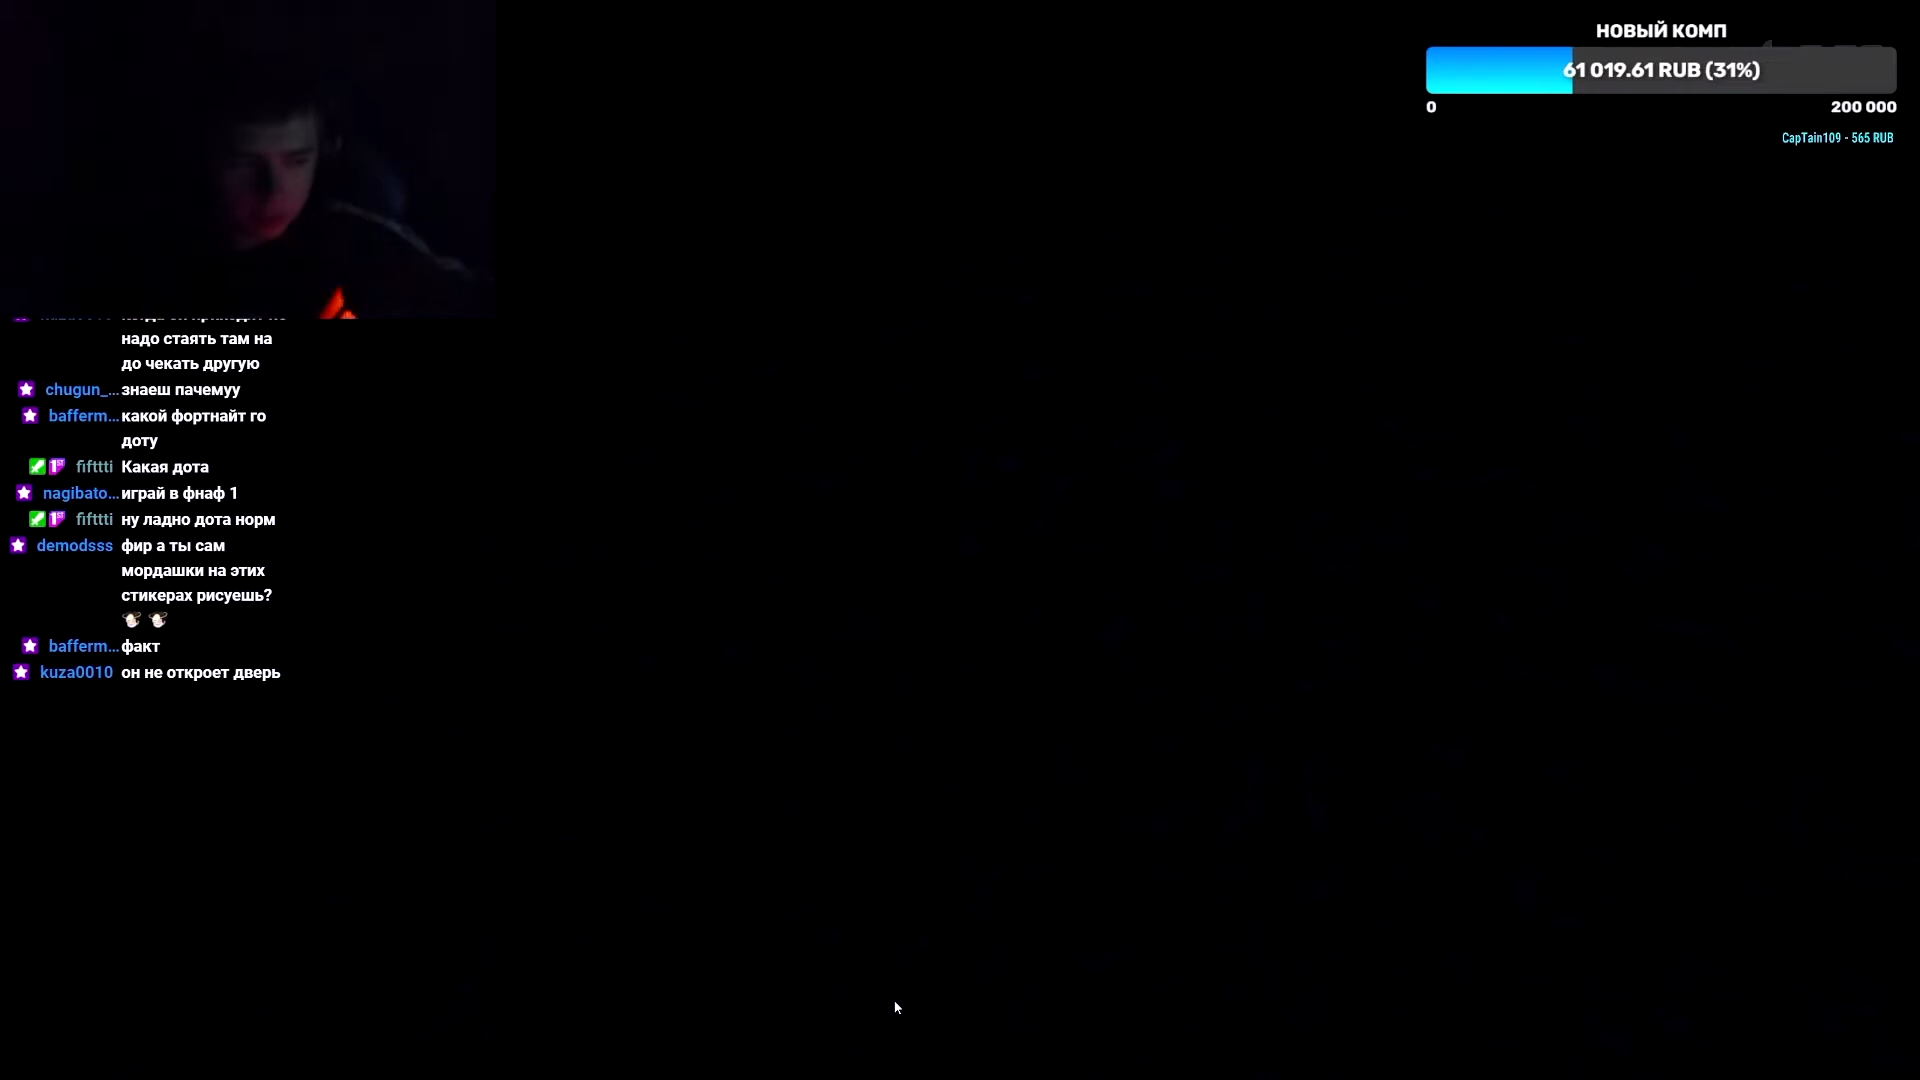 НОВЫЙ КОМП
61 019.61 RUB (31%)
0 200 000
CapTain109 - 565 RUB
надо стаять там на
до чекать другую
chugun_... знаеш пачемуу
bafferm... какой фортнайт го
доту
fifttti Какая дота
nagibato... играй в фнаф 1
fifttti ну ладно дота норм
demodsss фир а ты сам
мордашки на этих
стикерах рисуешь?
bafferm... факт
kuza0010 он не откроет дверь